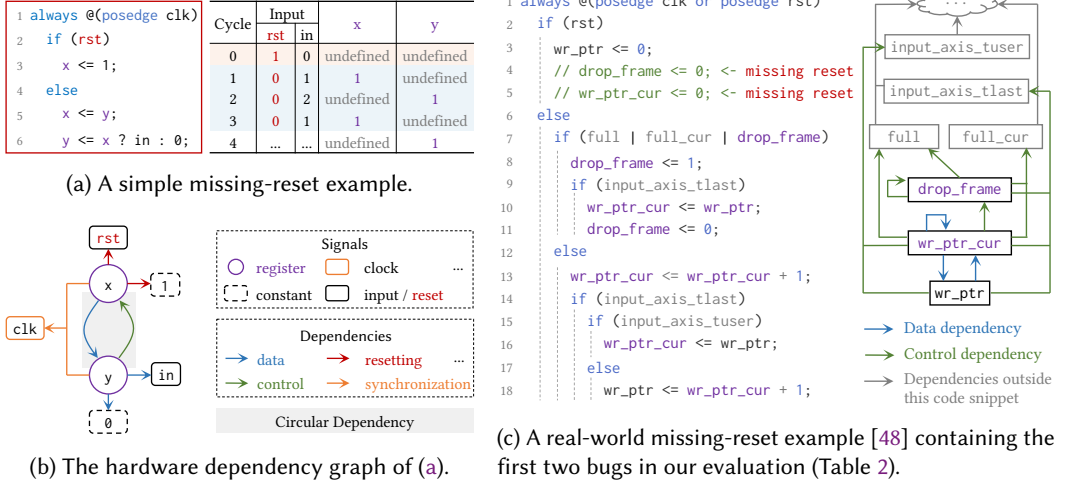 1 always @(posedge clk)
2 if (rst)
3 x <= 1;
4 else
5 x <= y;
6 y <= x ? in : 0;
Cycle Input x y
rst in
0 1 0 undefined undefined
1 0 1 1 undefined
2 0 2 undefined 1
3 0 1 1 undefined
4 ... ... undefined 1
(a) A simple missing-reset example.
rst
x
1
clk
y
in
0
Signals
register clock ...
constant input / reset
Dependencies
data resetting ...
control synchronization
Circular Dependency
(b) The hardware dependency graph of (a).
1 always @(posedge clk or posedge rst)
2 if (rst)
3 wr_ptr <= 0;
4 // drop_frame <= 0; <- missing reset
5 // wr_ptr_cur <= 0; <- missing reset
6 else
7 if (full | full_cur | drop_frame)
8 drop_frame <= 1;
9 if (input_axis_tlast)
10 wr_ptr_cur <= wr_ptr;
11 drop_frame <= 0;
12 else
13 wr_ptr_cur <= wr_ptr_cur + 1;
14 if (input_axis_tlast)
15 if (input_axis_tuser)
16 wr_ptr_cur <= wr_ptr;
17 else
18 wr_ptr <= wr_ptr_cur + 1;
...
input_axis_tuser
input_axis_tlast
full full_cur
drop_frame
wr_ptr_cur
wr_ptr
Data dependency
Control dependency
Dependencies outside
this code snippet
(c) A real-world missing-reset example [48] containing the
first two bugs in our evaluation (Table 2).